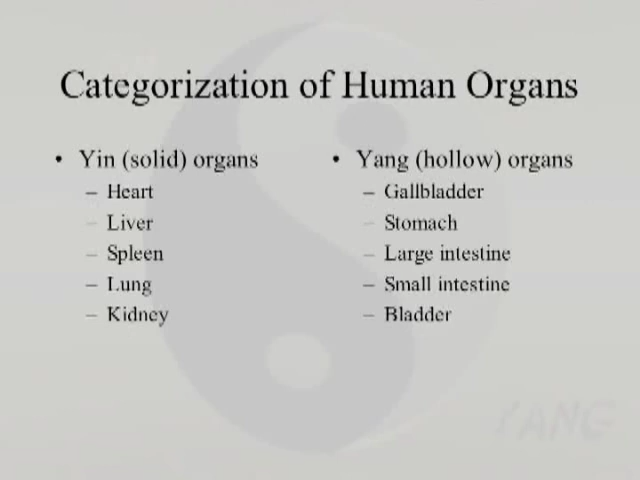 Categorization of Human Organs
• Yin (solid) organs
– Heart
– Liver
– Spleen
– Lung
– Kidney
• Yang (hollow) organs
– Gallbladder
– Stomach
– Large intestine
– Small intestine
– Bladder
YANG